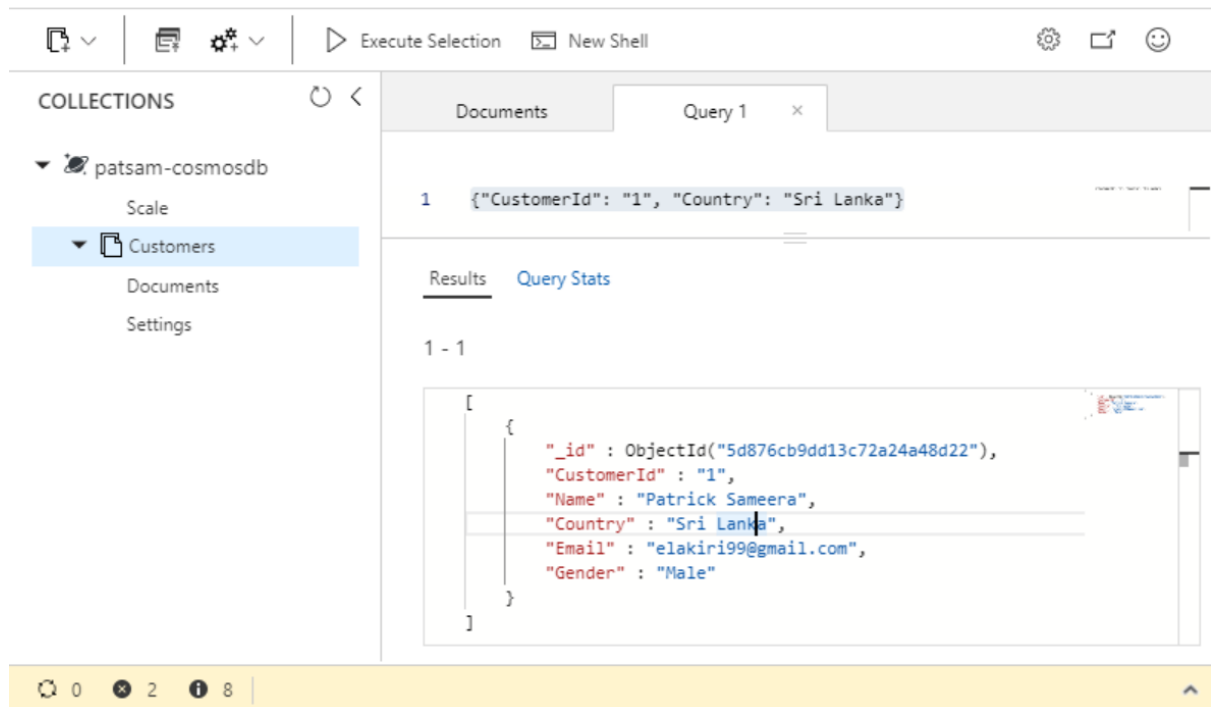 Execute Selection New Shell
COLLECTIONS
Documents Query 1
patsam-cosmosdb
Scale
Customers
Documents
Settings
1 {"CustomerId": "1", "Country": "Sri Lanka"}
Results Query Stats
1 - 1
[
{
"_id" : ObjectId("5d876cb9dd13c72a24a48d22"),
"CustomerId" : "1",
"Name" : "Patrick Sameera",
"Country" : "Sri Lanka",
"Email" : "elakiri99@gmail.com",
"Gender" : "Male"
}
]
0 2 8